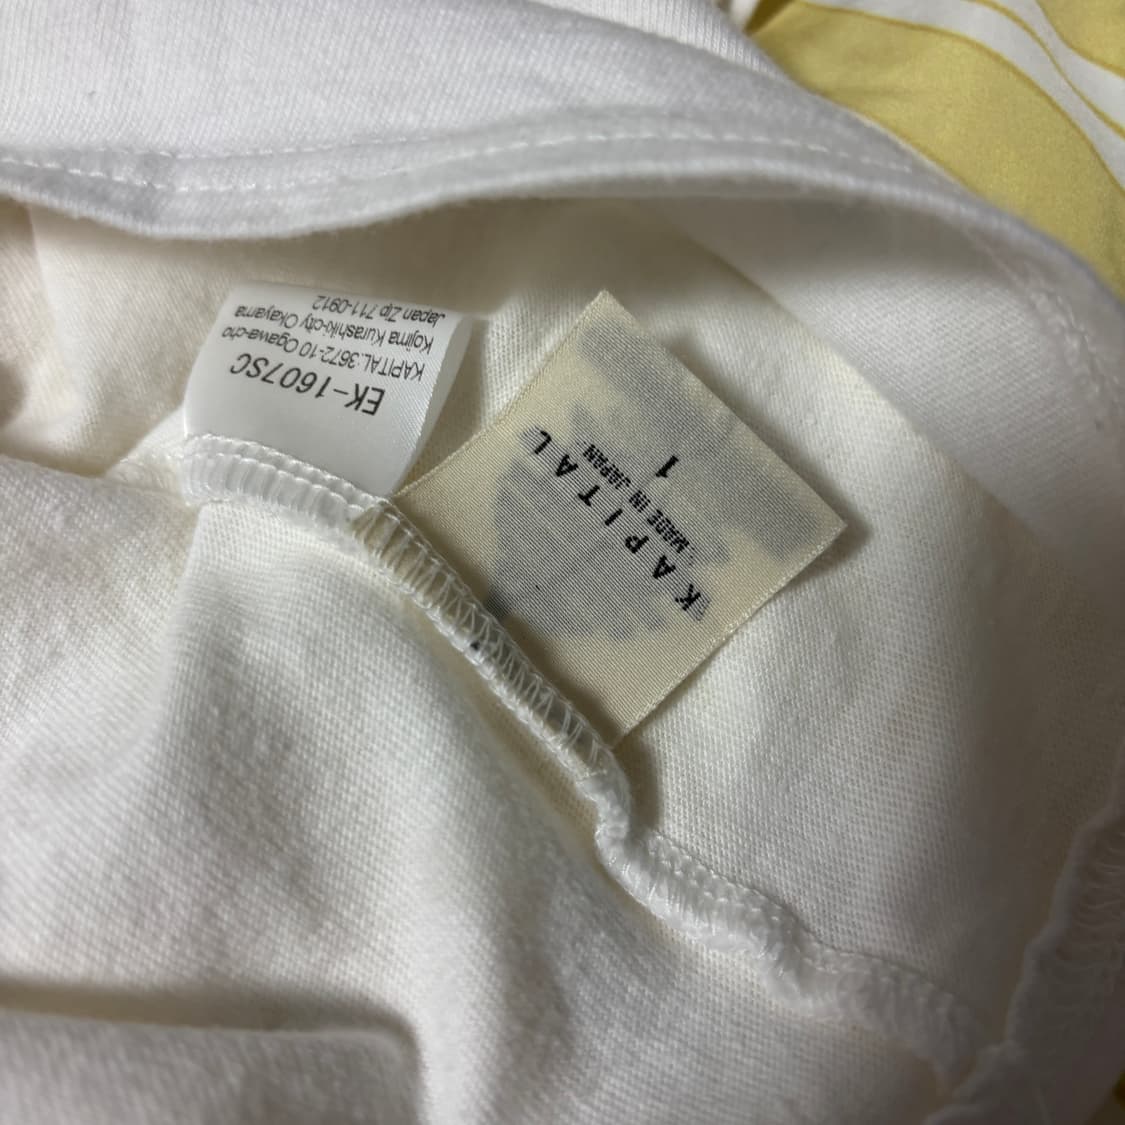 EK-1607SC
KAPITAL:3672-10 Ogawa-cho
Kojima Kurashiki-city Okayama
Japan Zip 711-0912
KAPITAL
MADE IN JAPAN
1